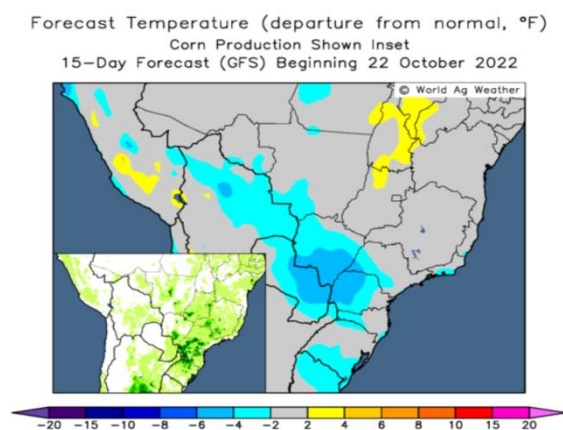 Forecast Temperature (departure from normal, °F)
Corn Production Shown Inset
15-Day Forecast (GFS) Beginning 22 October 2022
© World Ag Weather
-20 -15 -10 -8 -6 -4 -2 2 4 6 8 10 15 20